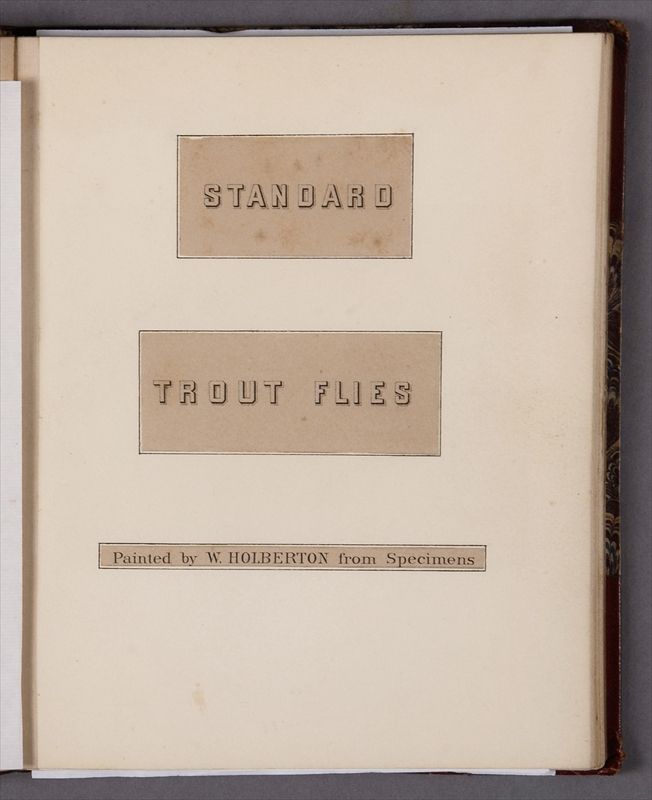 STANDARD
TROUT FLIES
Painted by W. HOLBERTON from Specimens